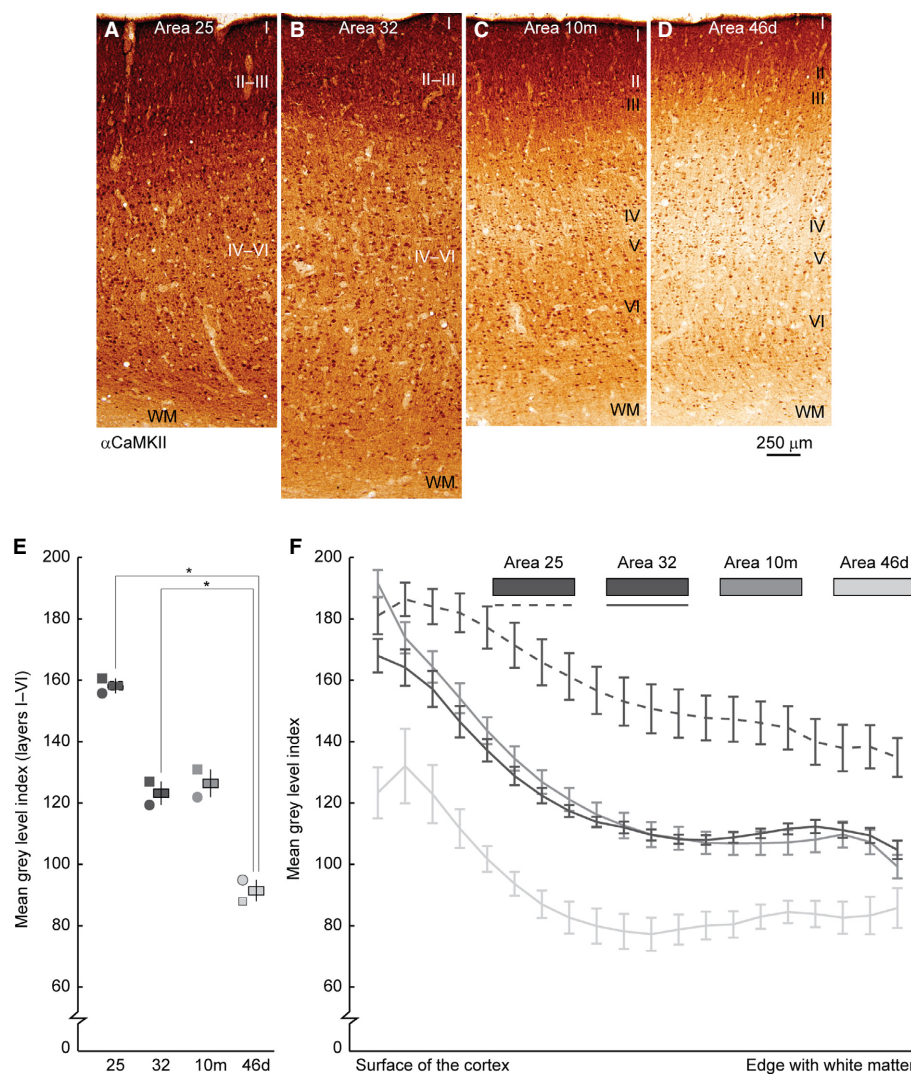 A Area 25 I
II–III
IV–VI
WM
αCaMKII
B Area 32 I
II–III
IV–VI
WM
C Area 10m I
II
III
IV
V
VI
WM
D Area 46d I
II
III
IV
V
VI
WM
250 μm
E
Mean grey level index (layers I–VI)
200
180
160
140
120
100
80
60
0
*
*
25 32 10m 46d
F
Mean grey level index
200
180
160
140
120
100
80
60
0
Area 25 Area 32 Area 10m Area 46d
Surface of the cortex Edge with white matter